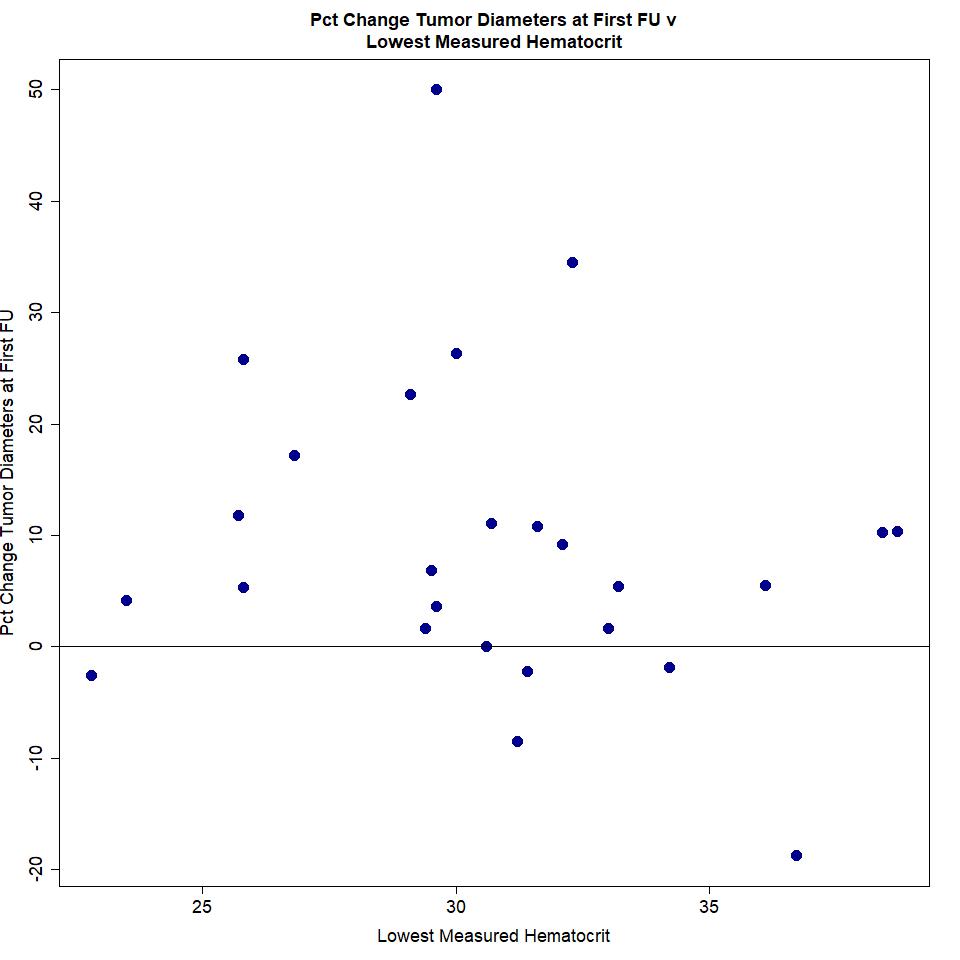 Pct Change Tumor Diameters at First FU v
Lowest Measured Hematocrit
Pct Change Tumor Diameters at First FU
50
40
30
20
10
0
-10
-20
25 30 35
Lowest Measured Hematocrit